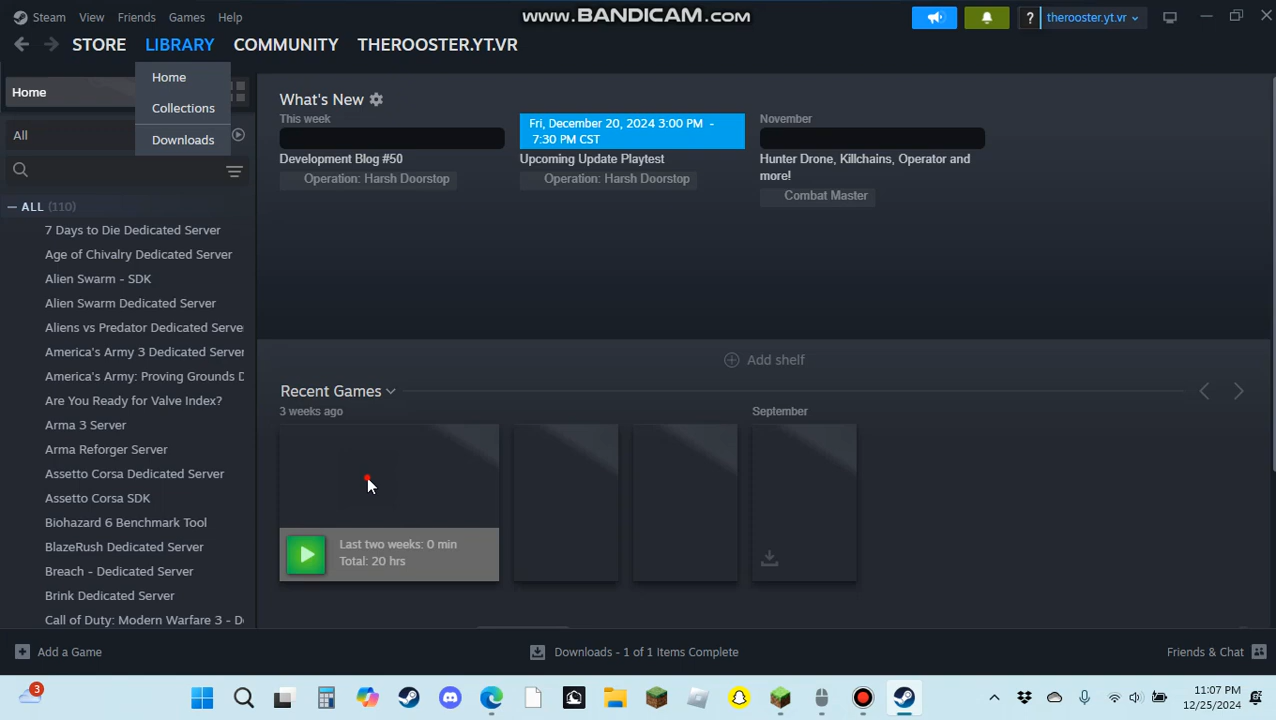 www.BANDICAM.com
Steam View Friends Games Help
therooster.yt.vr
STORE LIBRARY COMMUNITY THEROOSTER.YT.VR
Home
Home
Collections
Downloads
All
ALL (110)
7 Days to Die Dedicated Server
Age of Chivalry Dedicated Server
Alien Swarm - SDK
Alien Swarm Dedicated Server
Aliens vs Predator Dedicated Serve
America's Army 3 Dedicated Server
America's Army: Proving Grounds D
Are You Ready for Valve Index?
Arma 3 Server
Arma Reforger Server
Assetto Corsa Dedicated Server
Assetto Corsa SDK
Biohazard 6 Benchmark Tool
BlazeRush Dedicated Server
Breach - Dedicated Server
Brink Dedicated Server
Call of Duty: Modern Warfare 3 - D
What's New
This week
Development Blog #50
Operation: Harsh Doorstop
Fri, December 20, 2024 3:00 PM -
7:30 PM CST
Upcoming Update Playtest
Operation: Harsh Doorstop
November
Hunter Drone, Killchains, Operator and
more!
Combat Master
Add shelf
Recent Games
3 weeks ago
September
Last two weeks: 0 min
Total: 20 hrs
Add a Game
Downloads - 1 of 1 Items Complete
Friends & Chat
3
11:07 PM
12/25/2024